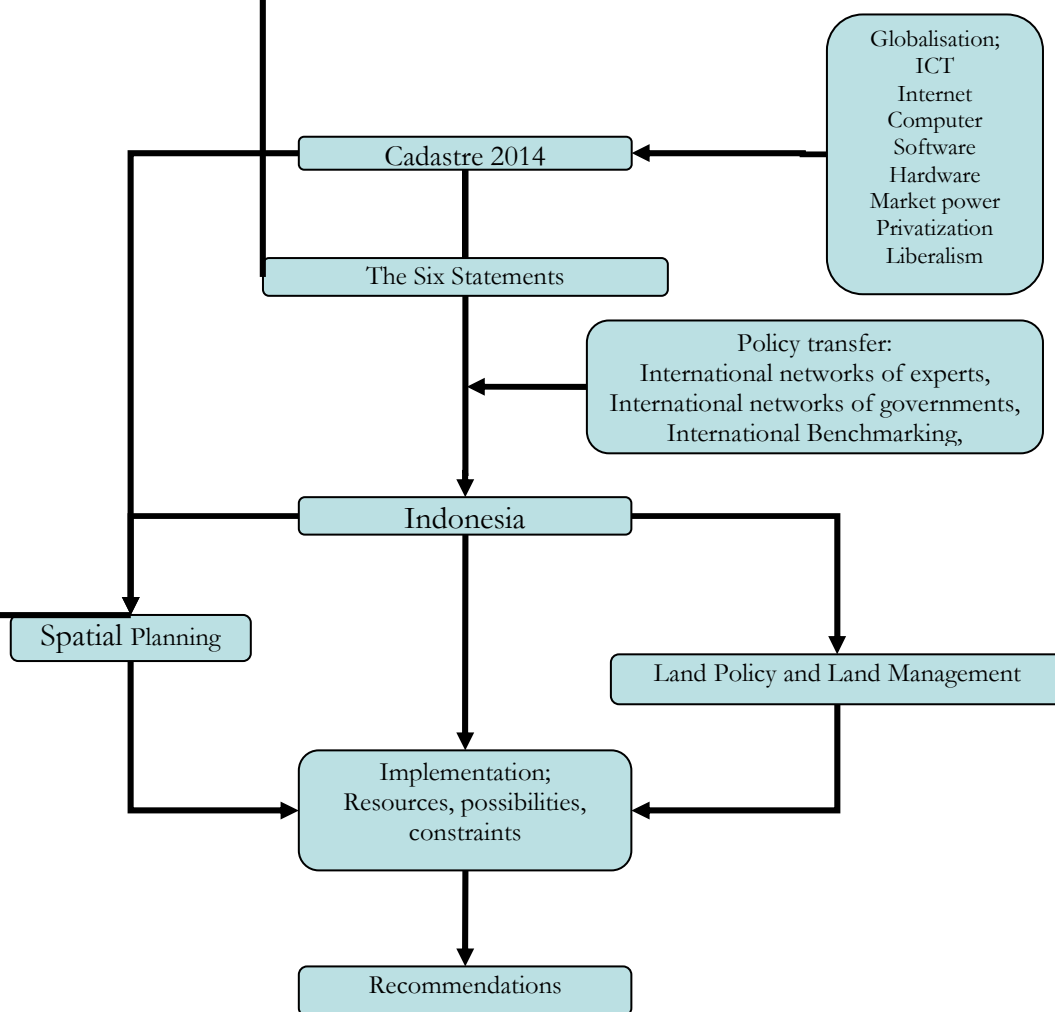 Globalisation;
ICT
Internet
Computer
Software
Hardware
Market power
Privatization
Liberalism
Cadastre 2014
The Six Statements
Policy transfer:
International networks of experts,
International networks of governments,
International Benchmarking,
Indonesia
Spatial Planning
Land Policy and Land Management
Implementation;
Resources, possibilities,
constraints
Recommendations